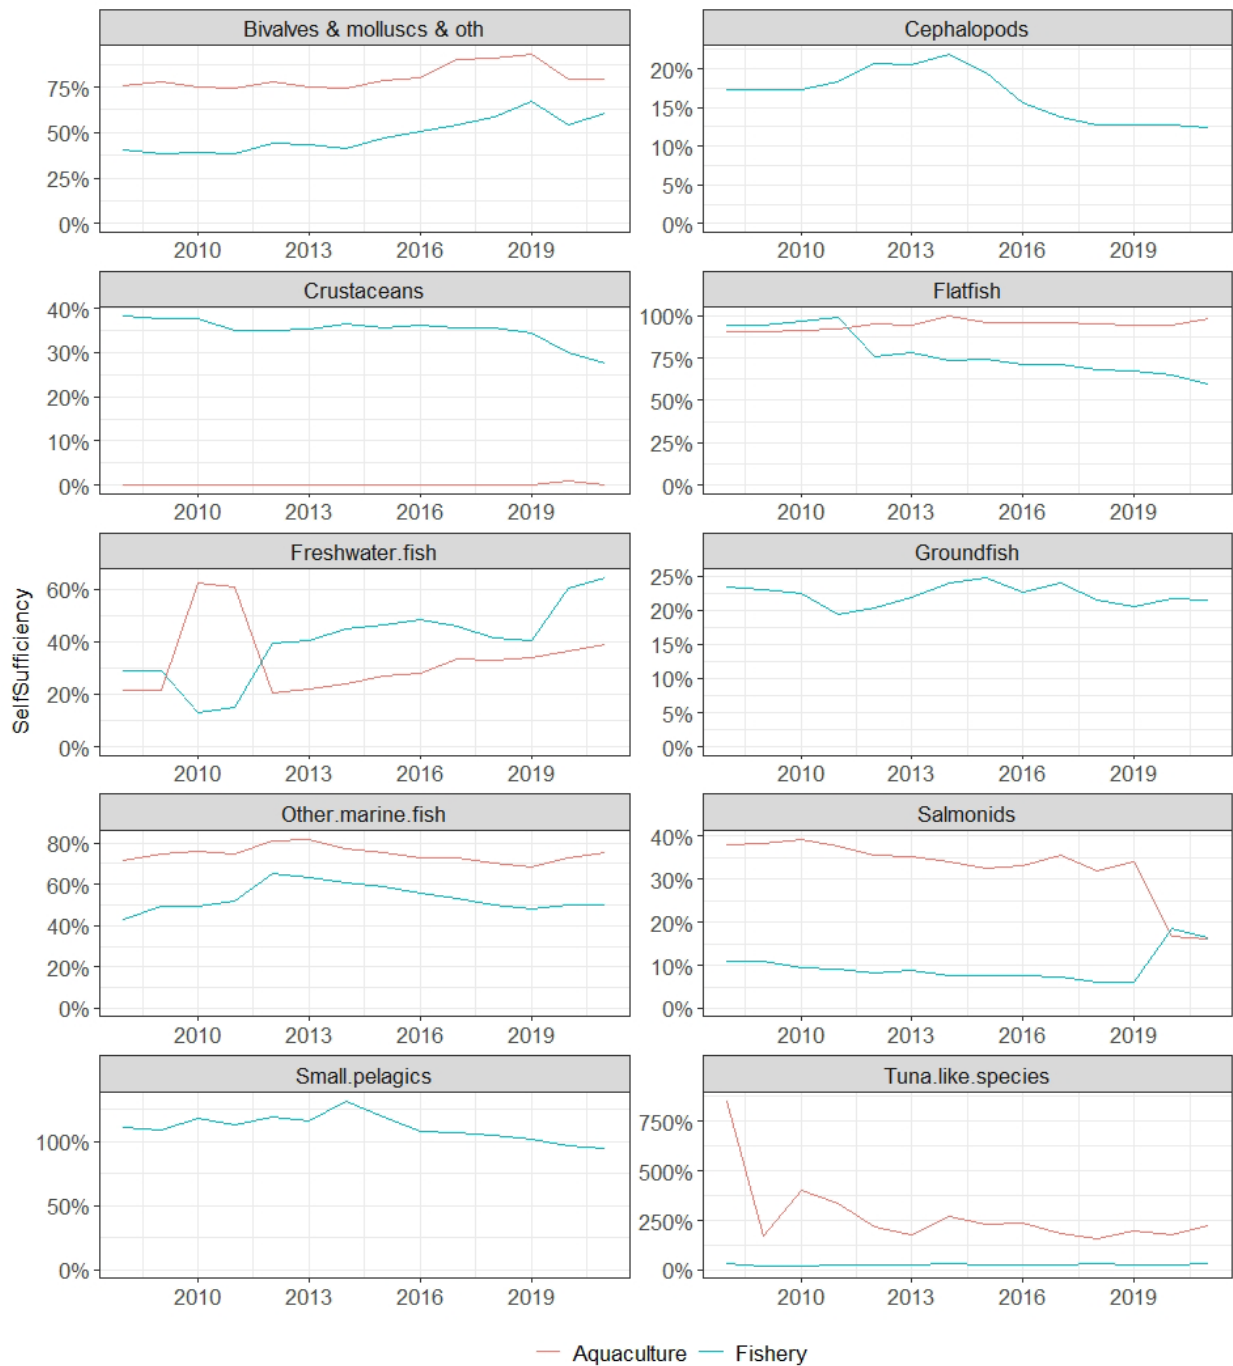 Bivalves & molluscs & oth
75%
50%
25%
0%
2010 2013 2016 2019
Cephalopods
20%
15%
10%
5%
0%
2010 2013 2016 2019
Crustaceans
40%
30%
20%
10%
0%
2010 2013 2016 2019
Flatfish
100%
75%
50%
25%
0%
2010 2013 2016 2019
SelfSufficiency
Freshwater.fish
60%
40%
20%
0%
2010 2013 2016 2019
Groundfish
25%
20%
15%
10%
5%
0%
2010 2013 2016 2019
Other.marine.fish
80%
60%
40%
20%
0%
2010 2013 2016 2019
Salmonids
40%
30%
20%
10%
0%
2010 2013 2016 2019
Small.pelagics
100%
50%
0%
2010 2013 2016 2019
Tuna.like.species
750%
500%
250%
0%
2010 2013 2016 2019
Aquaculture Fishery